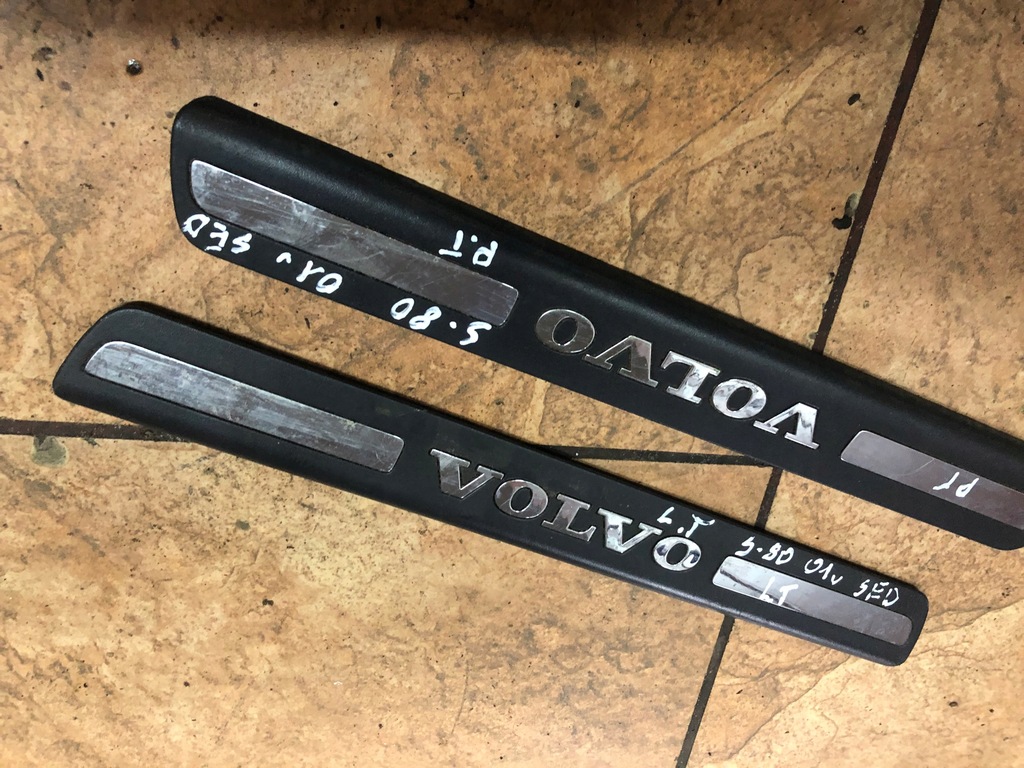 P.T
S.80 01v SED
VOLVO
PT
VOLVO
L.T
S.80 01v SED
LT